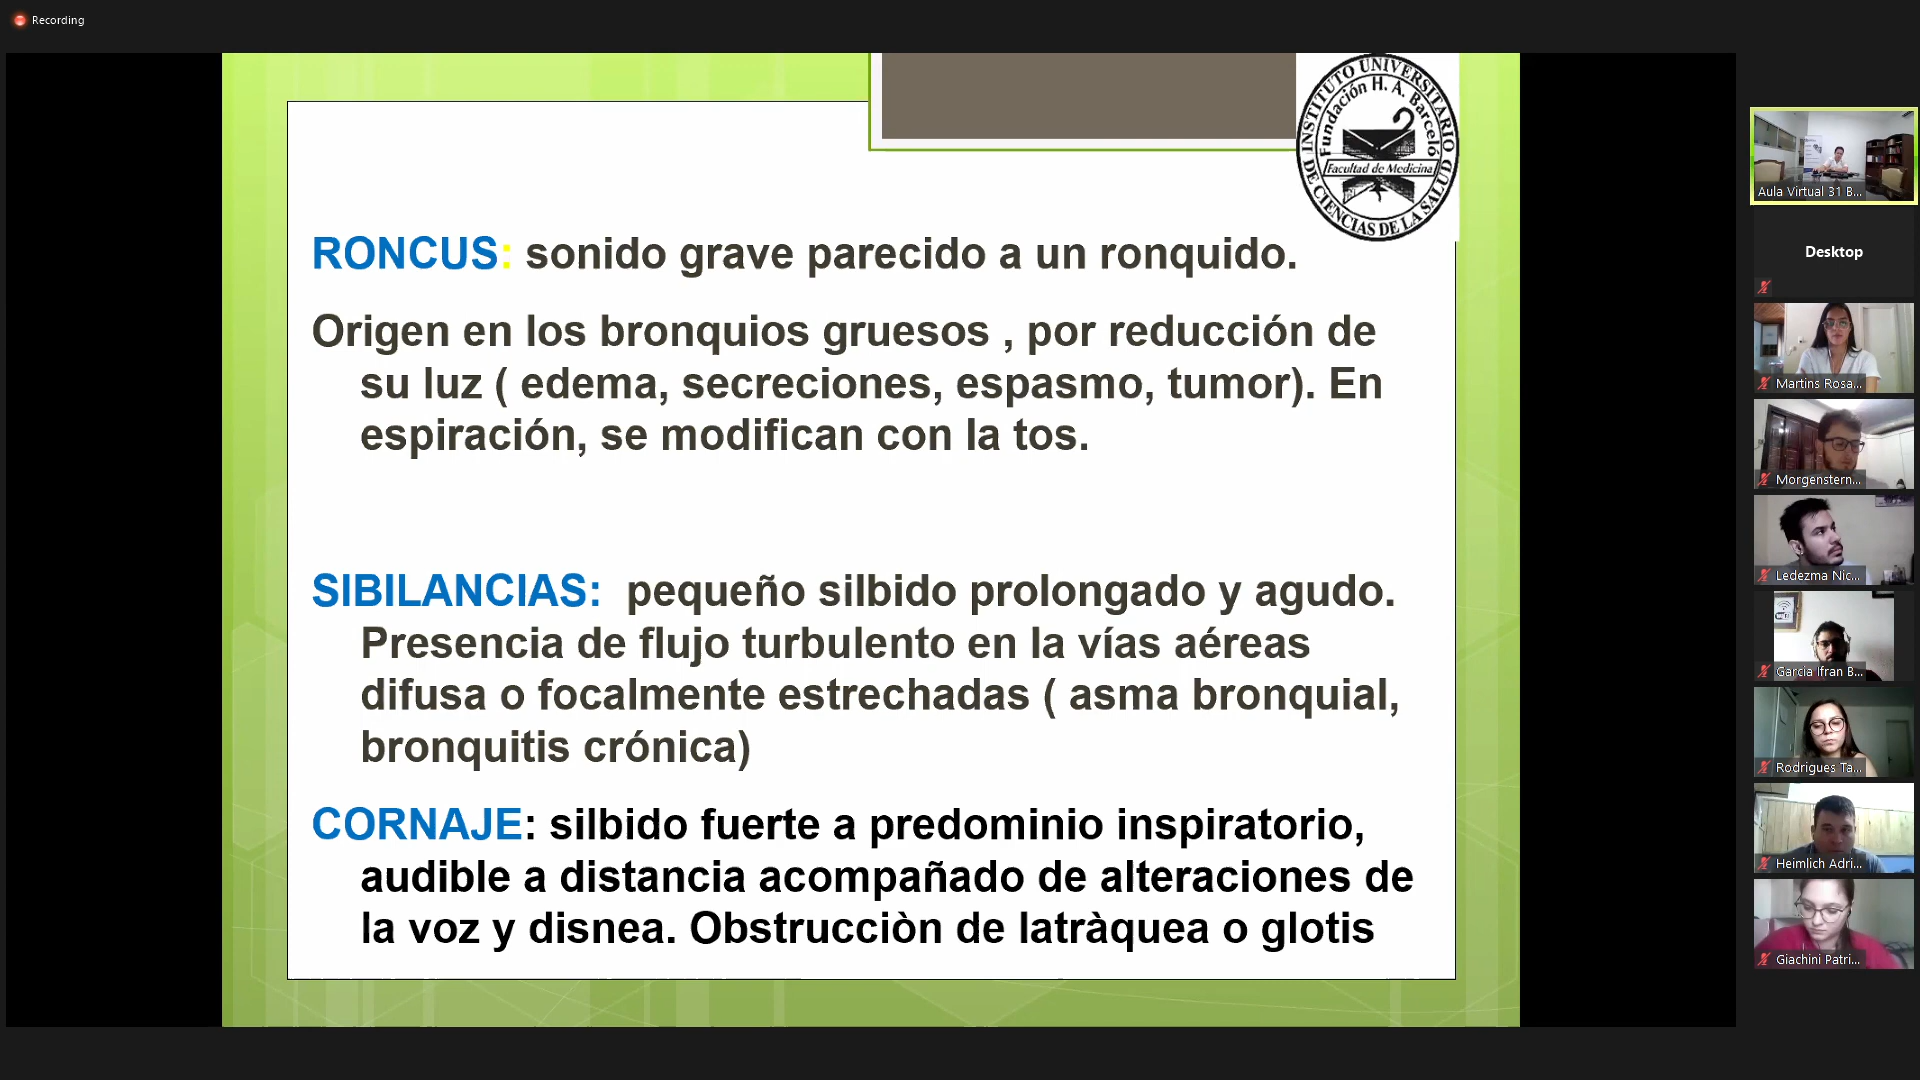 Recording
INSTITUTO UNIVERSITARIO
DE CIENCIAS DE LA SALUD
Fundación H. A. Barceló
Facultad de Medicina
RONCUS: sonido grave parecido a un ronquido.
Origen en los bronquios gruesos , por reducción de
su luz ( edema, secreciones, espasmo, tumor). En
espiración, se modifican con la tos.
SIBILANCIAS: pequeño silbido prolongado y agudo.
Presencia de flujo turbulento en la vías aéreas
difusa o focalmente estrechadas ( asma bronquial,
bronquitis crónica)
CORNAJE: silbido fuerte a predominio inspiratorio,
audible a distancia acompañado de alteraciones de
la voz y disnea. Obstrucciòn de latràquea o glotis
Aula Virtual 31 B...
Desktop
Martins Rosa...
Morgenstern...
Ledezma Nic...
Garcia Ifran B...
Rodrigues Ta...
Heimlich Adri...
Giachini Patri...